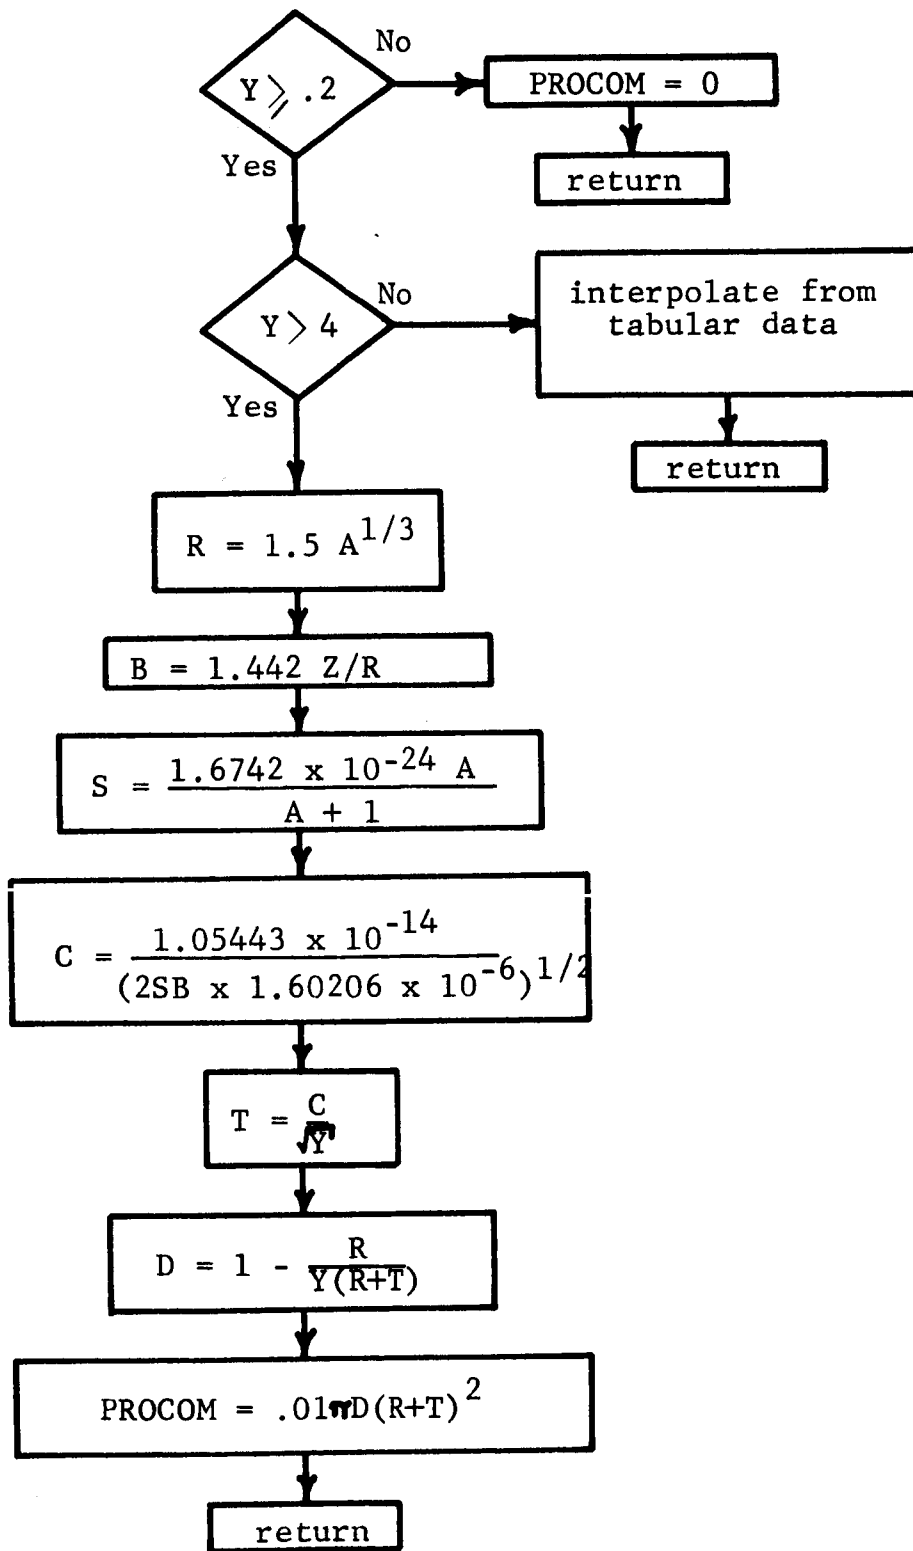 No
Y ⩾ .2
PROCOM = 0
Yes
return
No
Y > 4
interpolate from
tabular data
Yes
return
R = 1.5 A^1/3
B = 1.442 Z/R
S = 1.6742 x 10^-24 A / A + 1
C = 1.05443 x 10^-14 / (2SB x 1.60206 x 10^-6)^1/2
T = C / √Y
D = 1 - R / Y(R+T)
PROCOM = .01πD(R+T)^2
return